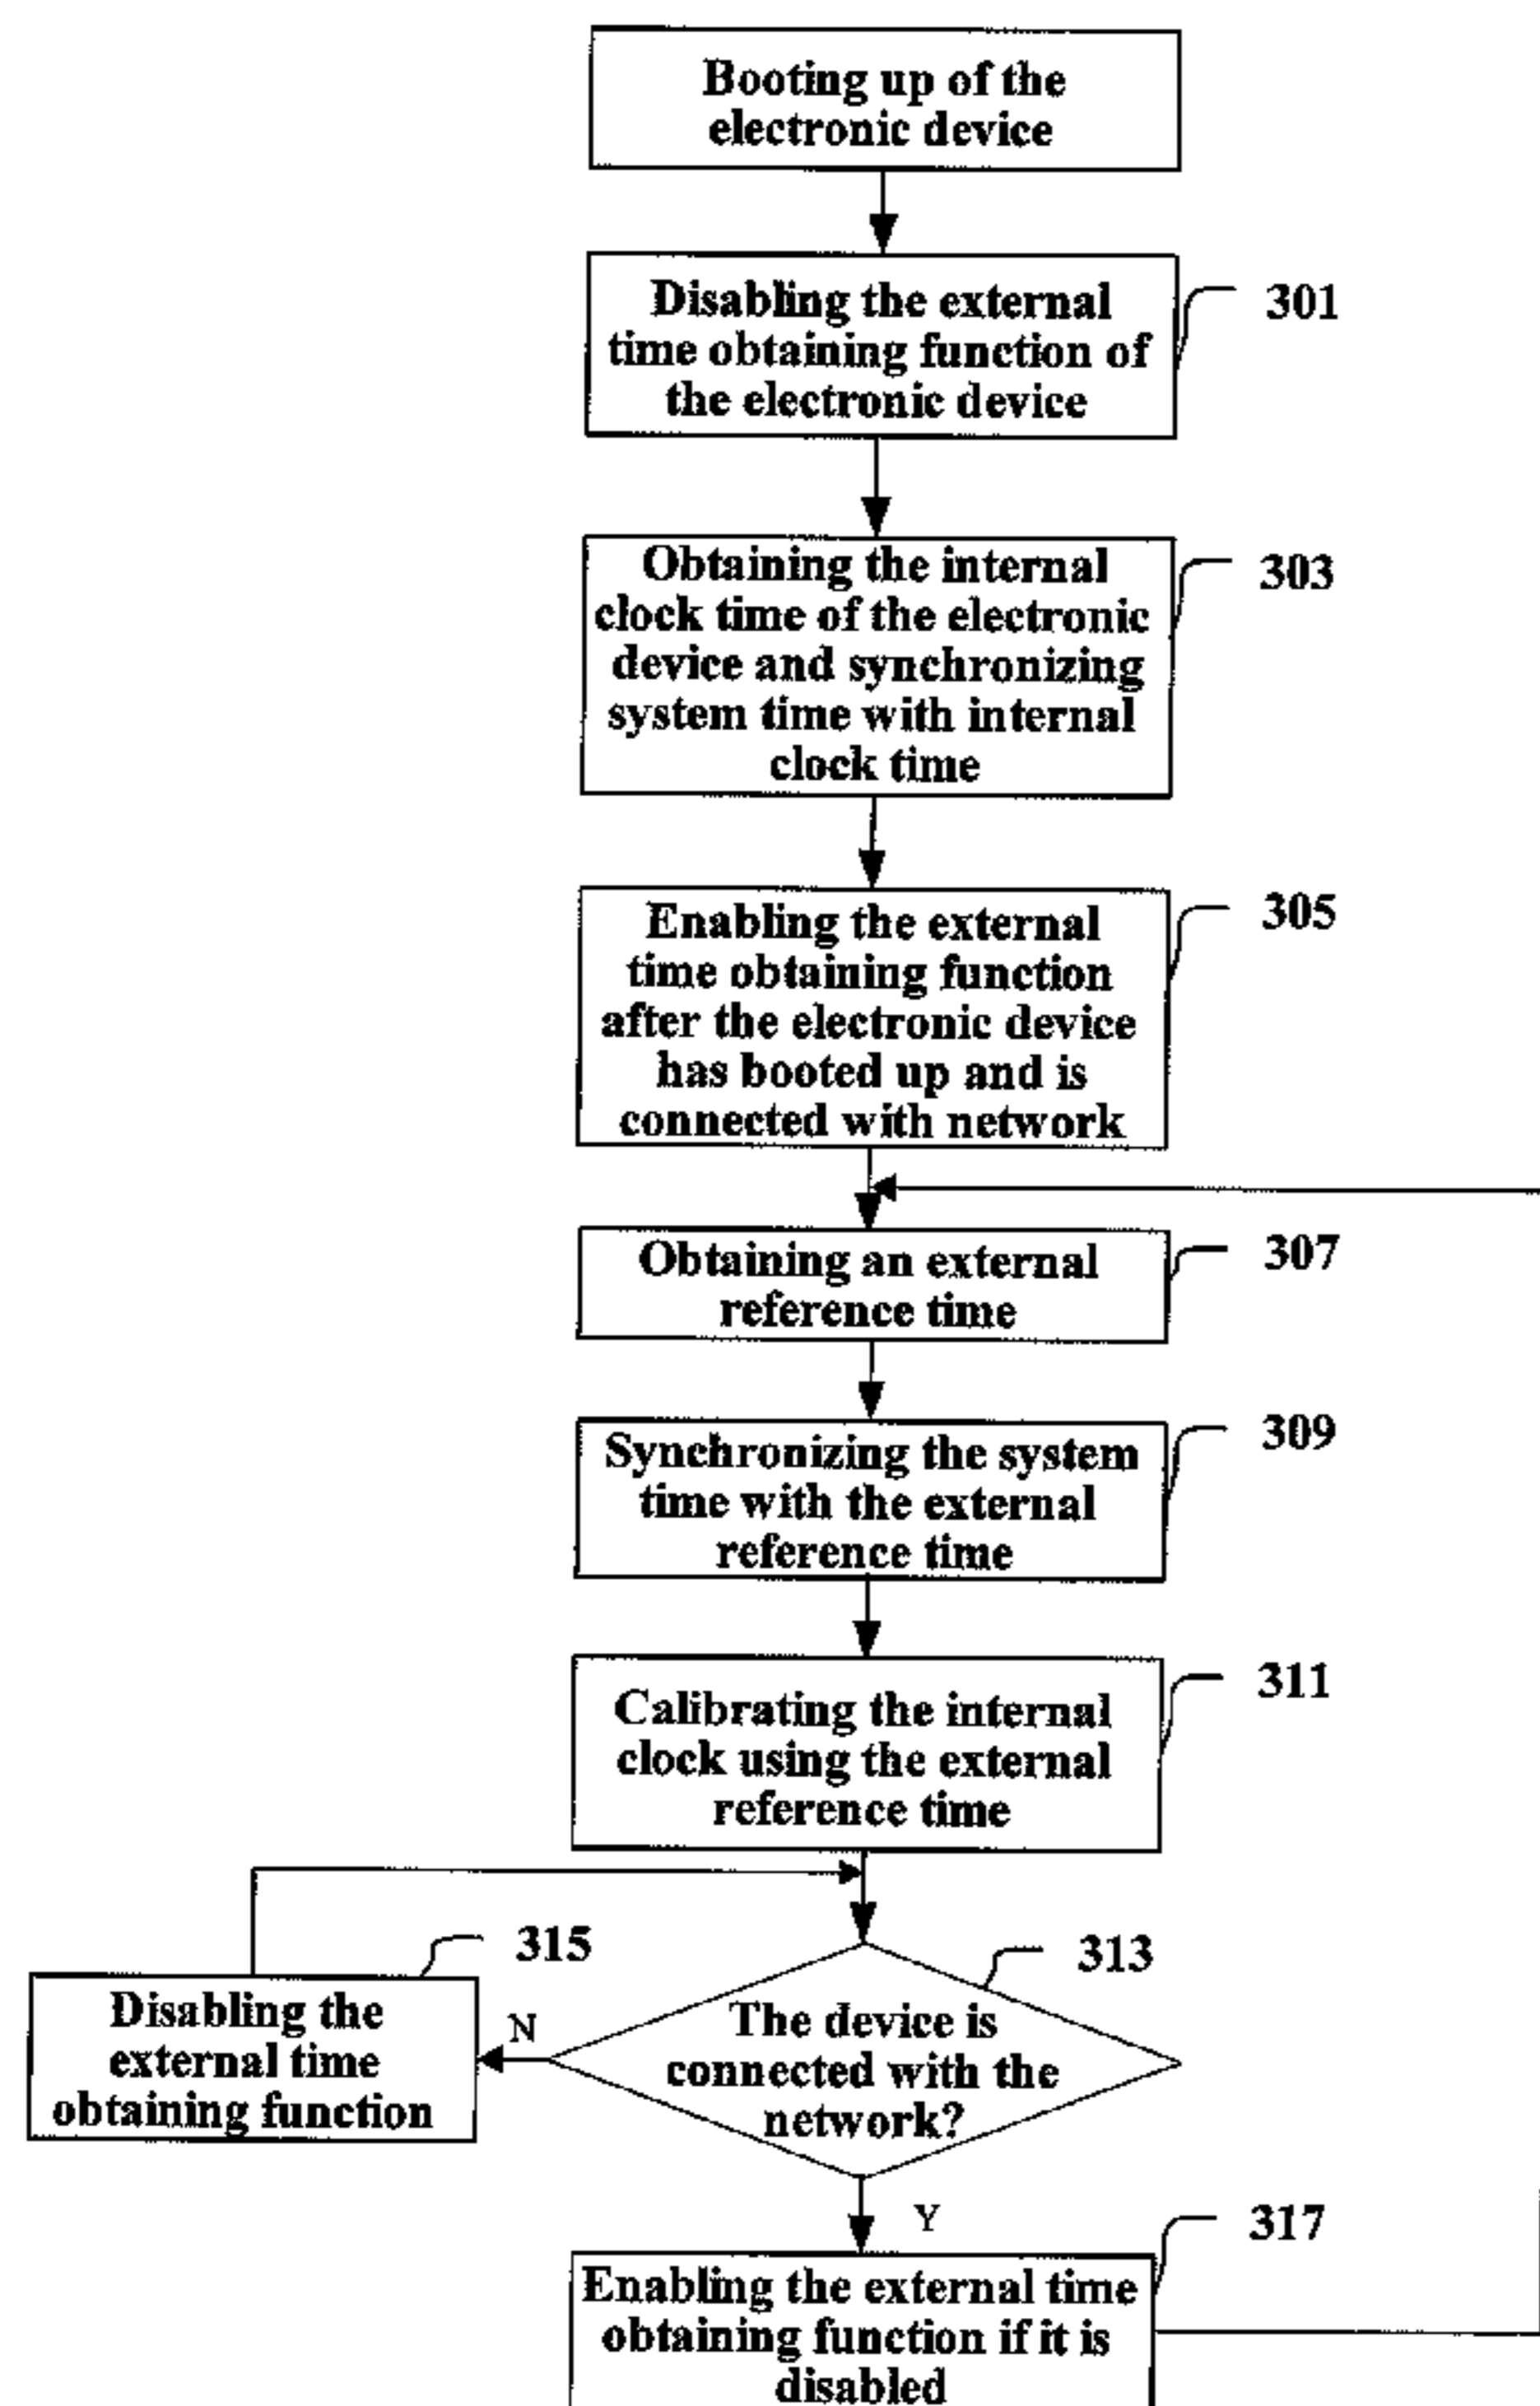 Booting up of the
electronic device
Disabling the external
time obtaining function of
the electronic device
301
Obtaining the internal
clock time of the electronic
device and synchronizing
system time with internal
clock time
303
Enabling the external
time obtaining function
after the electronic device
has booted up and is
connected with network
305
Obtaining an external
reference time
307
Synchronizing the system
time with the external
reference time
309
Calibrating the internal
clock using the external
reference time
311
315
313
Disabling the
external time
obtaining function
N
The device is
connected with the
network?
Y
317
Enabling the external time
obtaining function if it is
disabled